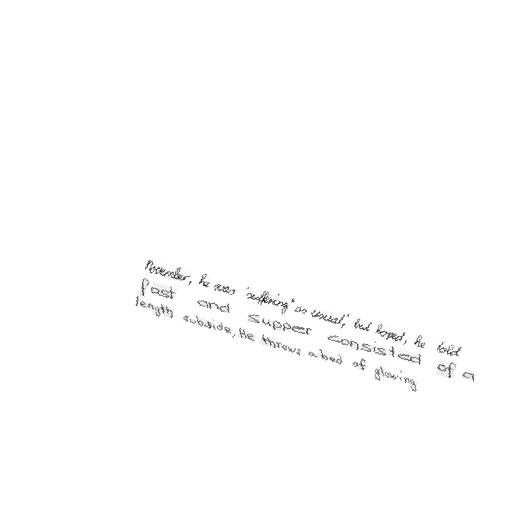 November, he was "suffering" as usual," but hoped, he told
fast and supper consisted of a
length subside, He throws a bed of glowing